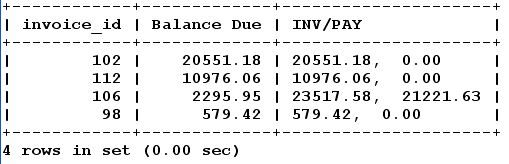 +-------------+-------------+---------------------+
| invoice_id | Balance Due | INV/PAY |
+-------------+-------------+---------------------+
| 102 | 20551.18 | 20551.18,  0.00 |
| 112 | 10976.06 | 10976.06,  0.00 |
| 106 | 2295.95 | 23517.58,  21221.63 |
| 98 | 579.42 | 579.42,  0.00 |
+-------------+-------------+---------------------+
4 rows in set (0.00 sec)